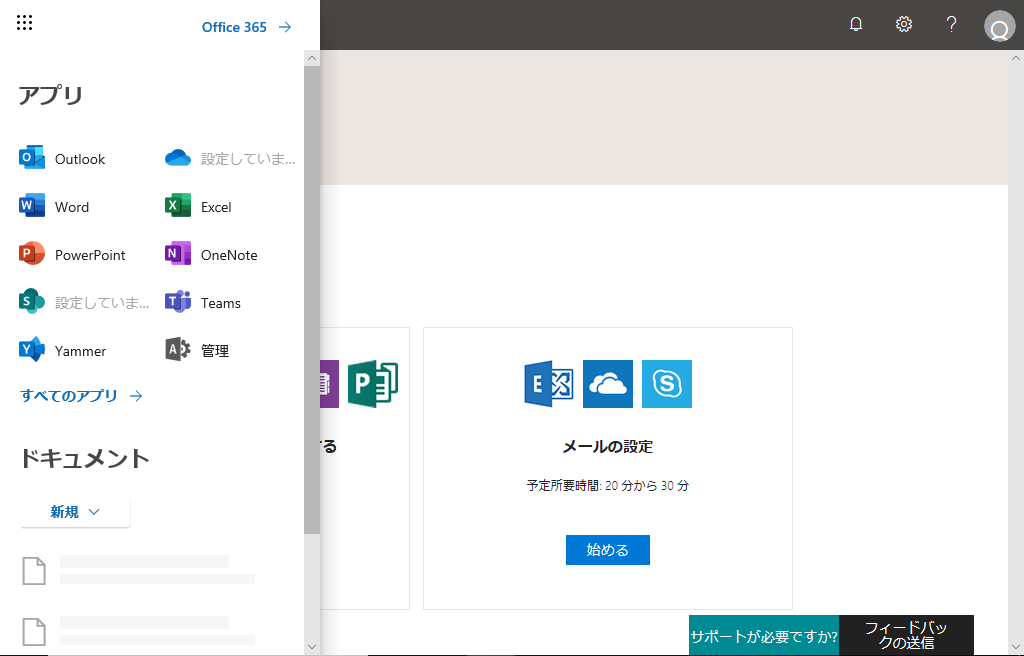 Office 365
アプリ
Outlook
設定していま...
Word
Excel
PowerPoint
OneNote
設定していま...
Teams
Yammer
管理
すべてのアプリ
ドキュメント
新規
る
メールの設定
予定所要時間: 20 分から 30 分
始める
サポートが必要ですか?
フィードバッ
クの送信